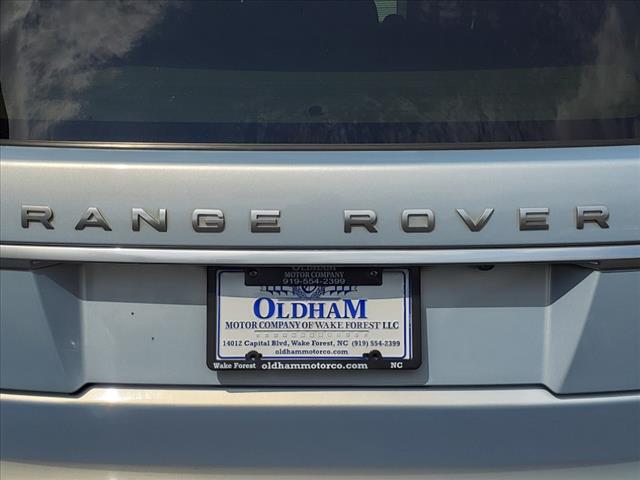 RANGE ROVER
OLDHAM
MOTOR COMPANY
919-554-2399
OLDHAM
MOTOR COMPANY OF WAKE FOREST LLC
14012 Capital Blvd, Wake Forest, NC (919) 554-2399
oldhammotorco.com
Wake Forest oldhammotorco.com NC